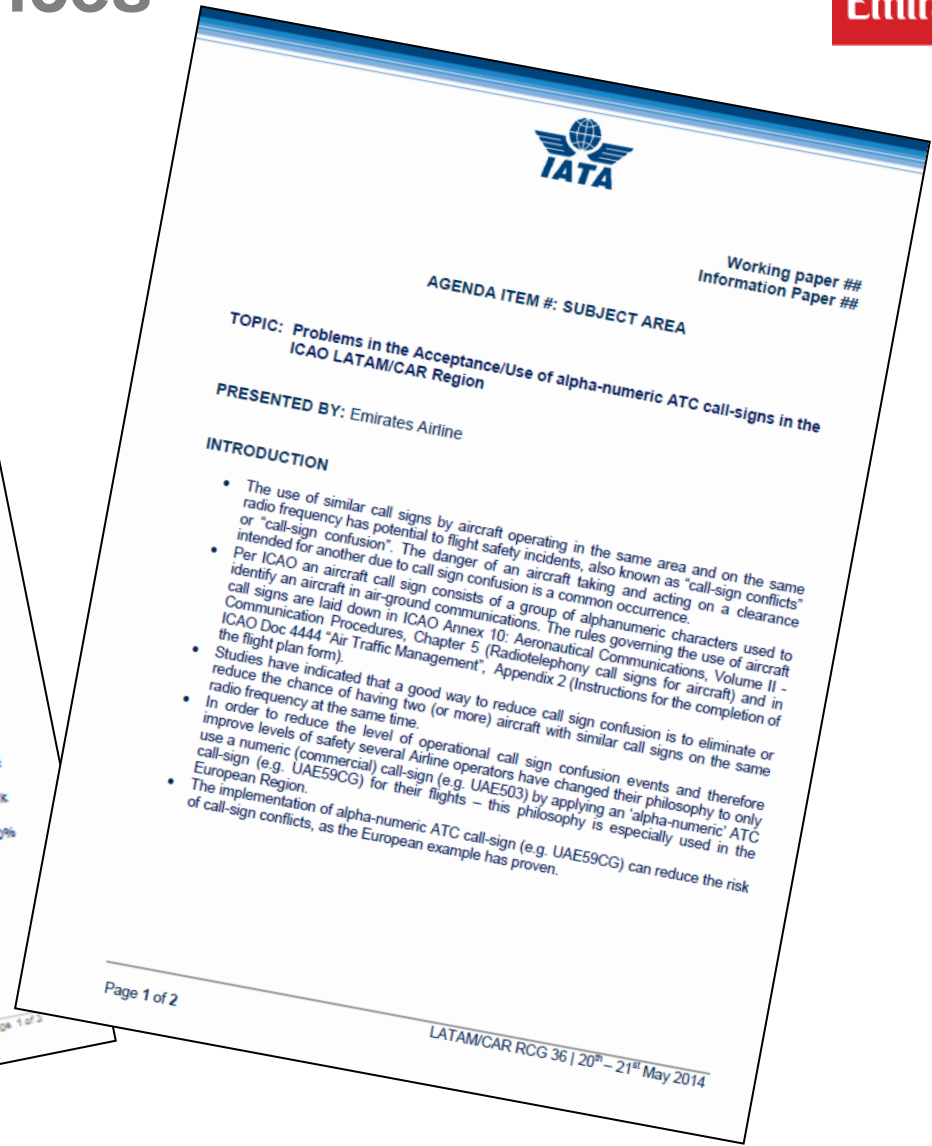 IATA
Working paper ##
Information Paper ##
AGENDA ITEM #: SUBJECT AREA
TOPIC: Problems in the Acceptance/Use of alpha-numeric ATC call-signs in the
ICAO LATAM/CAR Region
PRESENTED BY: Emirates Airline
INTRODUCTION
• The use of similar call signs by aircraft operating in the same area and on the same
radio frequency has potential to flight safety incidents, also known as "call-sign conflicts"
or "call-sign confusion". The danger of an aircraft taking and acting on a clearance
intended for another due to call sign confusion is a common occurrence.
• Per ICAO an aircraft call sign consists of a group of alphanumeric characters used to
identify an aircraft in air-ground communications. The rules governing the use of aircraft
call signs are laid down in ICAO Annex 10: Aeronautical Communications, Volume II -
Communication Procedures, Chapter 5 (Radiotelephony call signs for aircraft) and in
ICAO Doc 4444 "Air Traffic Management", Appendix 2 (Instructions for the completion of
the flight plan form).
• Studies have indicated that a good way to reduce call sign confusion is to eliminate or
reduce the chance of having two (or more) aircraft with similar call signs on the same
radio frequency at the same time.
• In order to reduce the level of operational call sign confusion events and therefore
improve levels of safety several Airline operators have changed their philosophy to only
use a numeric (commercial) call-sign (e.g. UAE503) by applying an 'alpha-numeric' ATC
call-sign (e.g. UAE59CG) for their flights – this philosophy is especially used in the
European Region.
• The implementation of alpha-numeric ATC call-sign (e.g. UAE59CG) can reduce the risk
of call-sign conflicts, as the European example has proven.
Page 1 of 2
LATAM/CAR RCG 36 | 20th – 21st May 2014